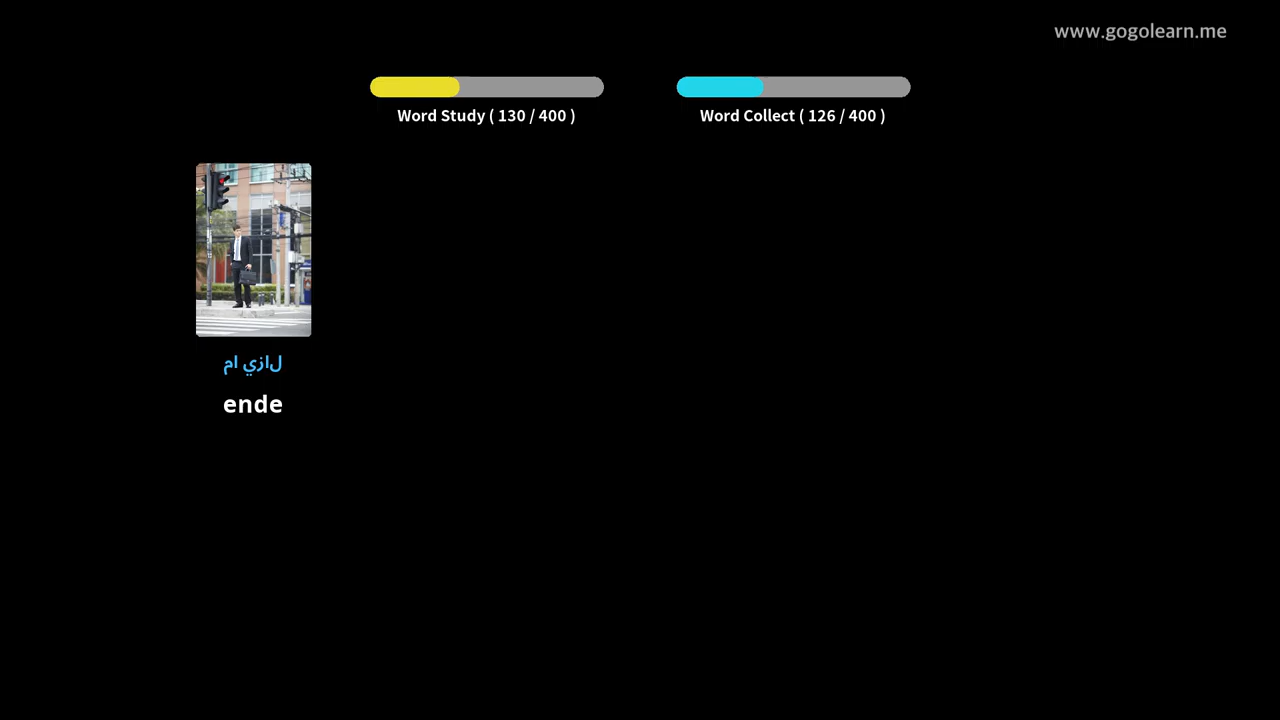 www.gogolearn.me
Word Study ( 130 / 400 )
Word Collect ( 126 / 400 )
لازي ام
ende